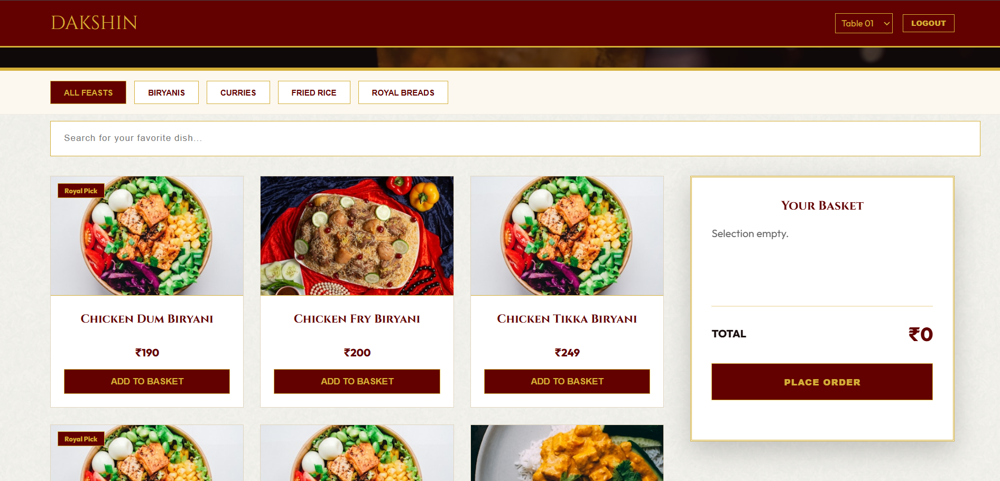 DAKSHIN
Table 01
LOGOUT
ALL FEASTS
BIRYANIS
CURRIES
FRIED RICE
ROYAL BREADS
Search for your favorite dish...
Royal Pick
Chicken Dum Biryani
₹190
ADD TO BASKET
Chicken Fry Biryani
₹200
ADD TO BASKET
Chicken Tikka Biryani
₹249
ADD TO BASKET
Royal Pick
Your Basket
Selection empty.
TOTAL ₹0
PLACE ORDER